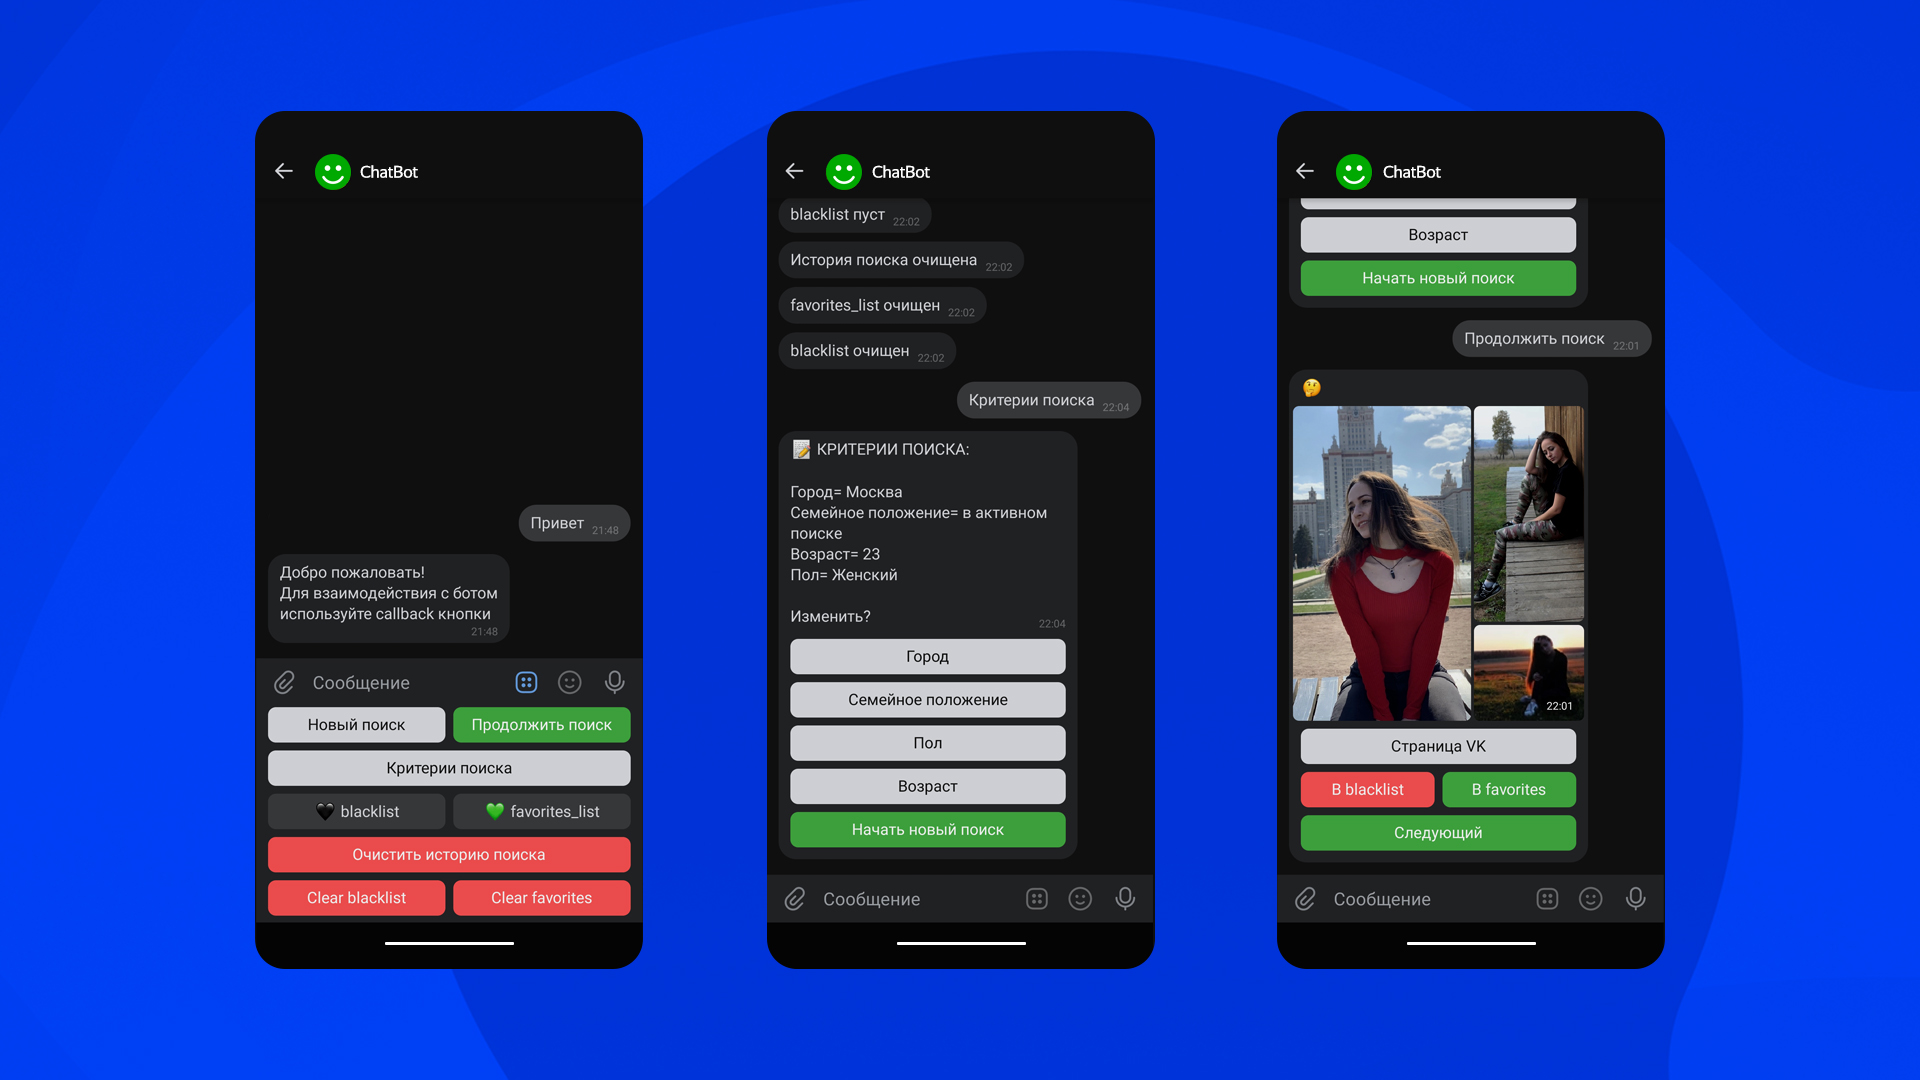 ChatBot
Привет 21:48
Добро пожаловать!
Для взаимодействия с ботом
используйте callback кнопки
21:48
Сообщение
Новый поиск
Продолжить поиск
Критерии поиска
blacklist
favorites_list
Очистить историю поиска
Clear blacklist
Clear favorites
ChatBot
blacklist пуст 22:02
История поиска очищена 22:02
favorites_list очищен 22:02
blacklist очищен 22:02
Критерии поиска 22:04
КРИТЕРИИ ПОИСКА:
Город= Москва
Семейное положение= в активном
поиске
Возраст= 23
Пол= Женский
Изменить?
22:04
Город
Семейное положение
Пол
Возраст
Начать новый поиск
Сообщение
ChatBot
Возраст
Начать новый поиск
Продолжить поиск 22:01
22:01
Страница VK
В blacklist
В favorites
Следующий
Сообщение